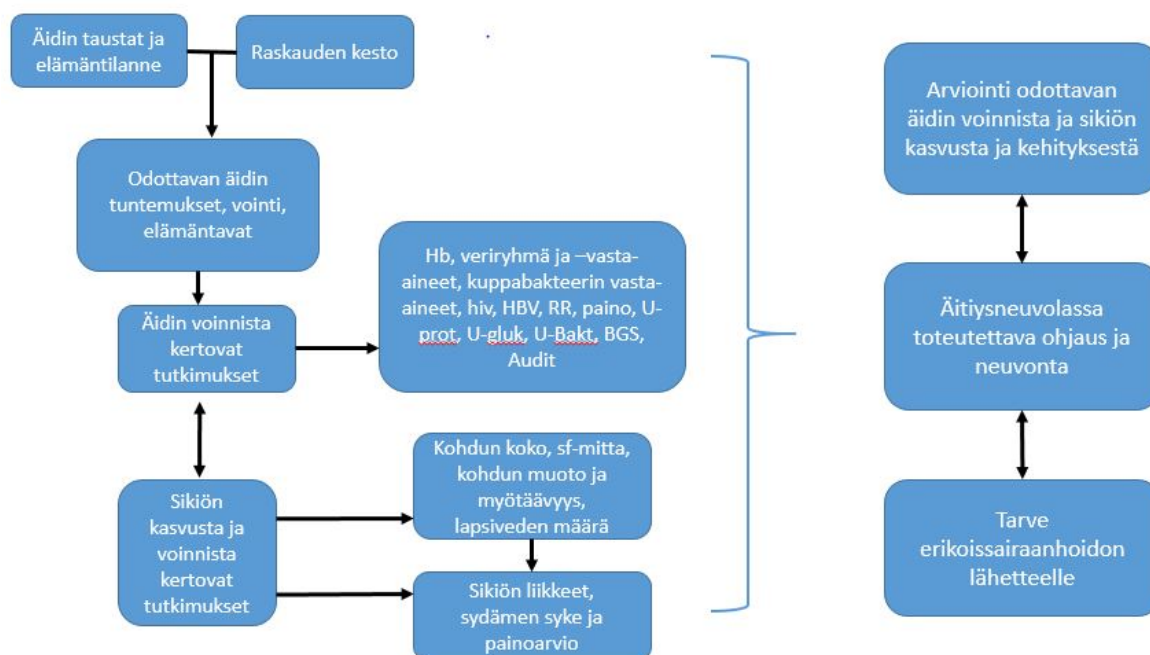 Äidin taustat ja
elämäntilanne
Raskauden kesto
Odottavan äidin
tuntemukset, vointi,
elämäntavat
Äidin voinnista
kertovat
tutkimukset
Hb, veriryhmä ja –vasta-
aineet, kuppabakteerin vasta-
aineet, hiv, HBV, RR, paino, U-
prot, U-gluk, U-Bakt, BGS,
Audit
Sikiön
kasvusta ja
voinnista
kertovat
tutkimukset
Kohdun koko, sf-mitta,
kohdun muoto ja
myötäävyys,
lapsiveden määrä
Sikiön liikkeet,
sydämen syke ja
painoarvio
Arviointi odottavan
äidin voinnista ja sikiön
kasvusta ja kehityksestä
Äitiysneuvolassa
toteutettava ohjaus ja
neuvonta
Tarve
erikoissairaanhoidon
lähetteelle